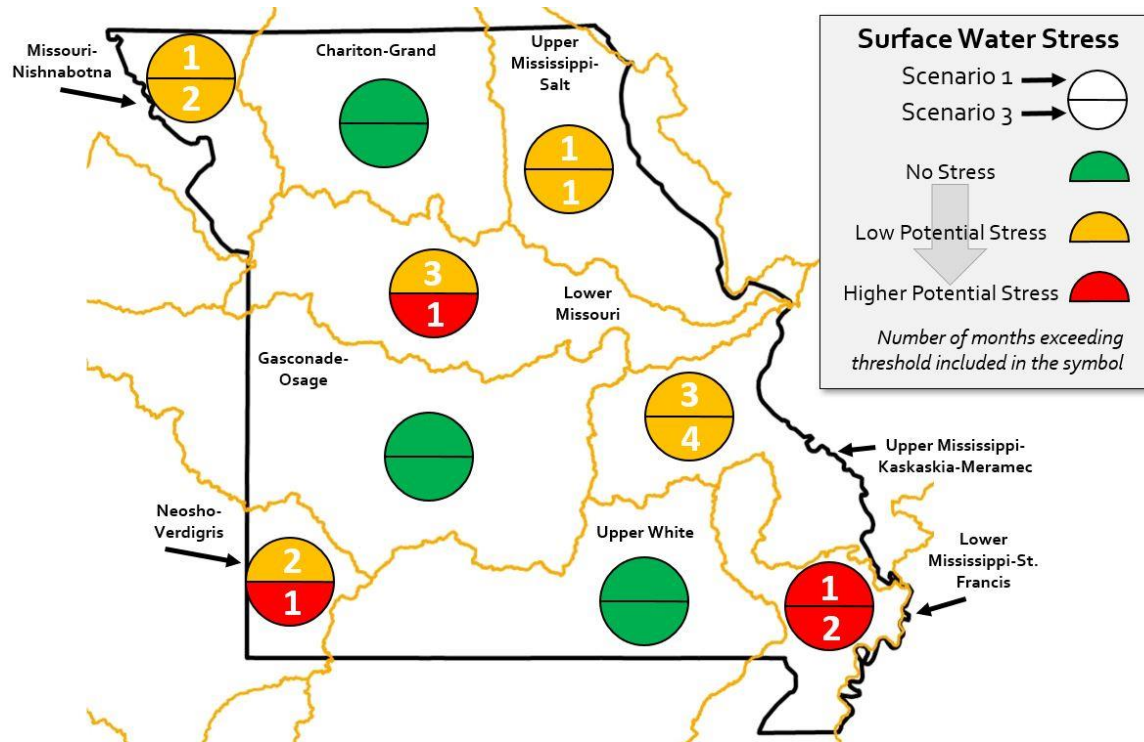 Missouri-
Nishnabotna
1
2
Chariton-Grand
Upper
Mississippi-
Salt
1
1
3
1
Lower
Missouri
Gasconade-
Osage
3
4
Upper Mississippi-
Kaskaskia-Meramec
Neosho-
Verdigris
2
1
Upper White
1
2
Lower
Mississippi-St.
Francis
Surface Water Stress
Scenario 1
Scenario 3
No Stress
Low Potential Stress
Higher Potential Stress
Number of months exceeding
threshold included in the symbol